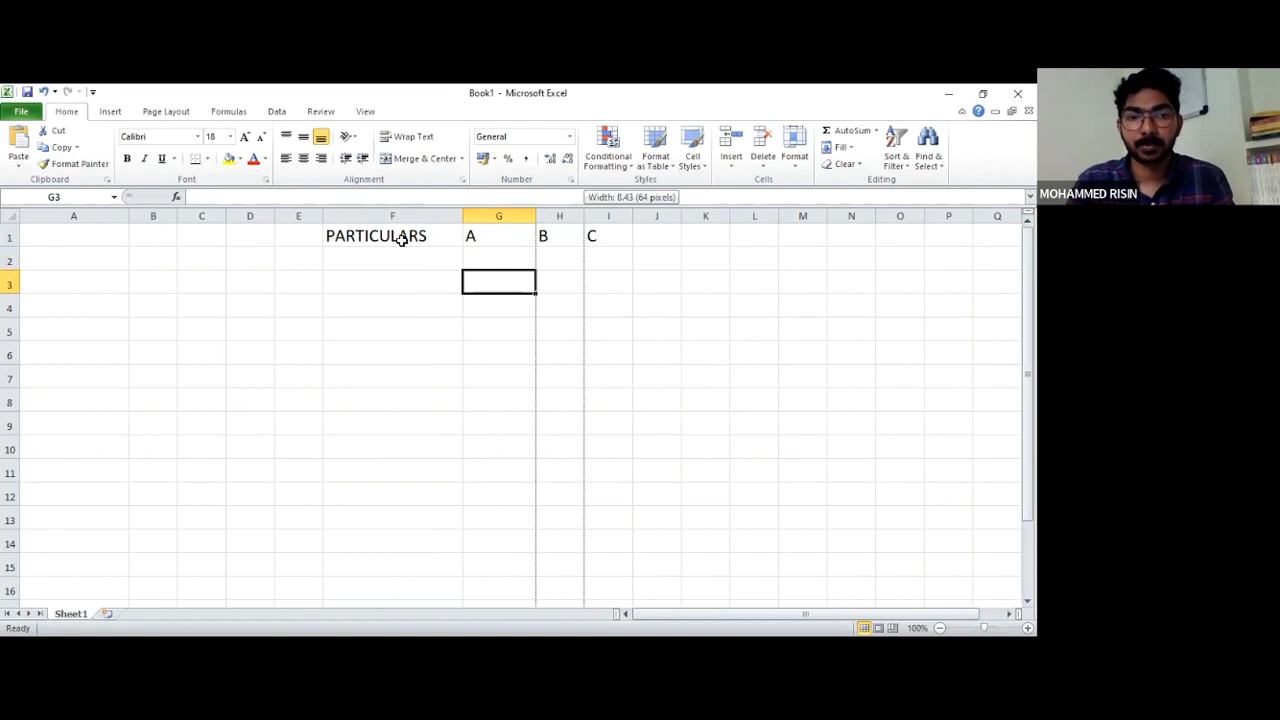 Book1 - Microsoft Excel
File Home Insert Page Layout Formulas Data Review View
Paste Cut Copy Format Painter Clipboard
Calibri 18 A A B I U A Font
Wrap Text Merge & Center Alignment
General % , Number
Conditional Formatting Format as Table Cell Styles Styles
Insert Delete Format Cells
Σ AutoSum Fill Clear Sort & Filter Find & Select Editing
MOHAMMED RISIN
G3 fx Width: 8.43 (64 pixels)
A B C D E F G H I J K L M N O P Q
1 PARTICULARS A B C
2
3
4
5
6
7
8
9
10
11
12
13
14
15
16
Sheet1
Ready 100%